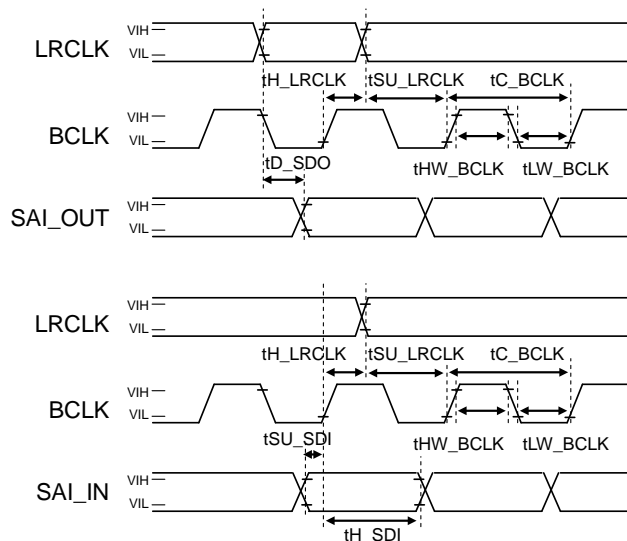 VIH
LRCLK VIL
tH_LRCLK tSU_LRCLK tC_BCLK
VIH
BCLK VIL
tD_SDO tHW_BCLK tLW_BCLK
VIH
SAI_OUT VIL
VIH
LRCLK VIL
tH_LRCLK tSU_LRCLK tC_BCLK
VIH
BCLK VIL
tSU_SDI tHW_BCLK tLW_BCLK
VIH
SAI_IN VIL
tH_SDI